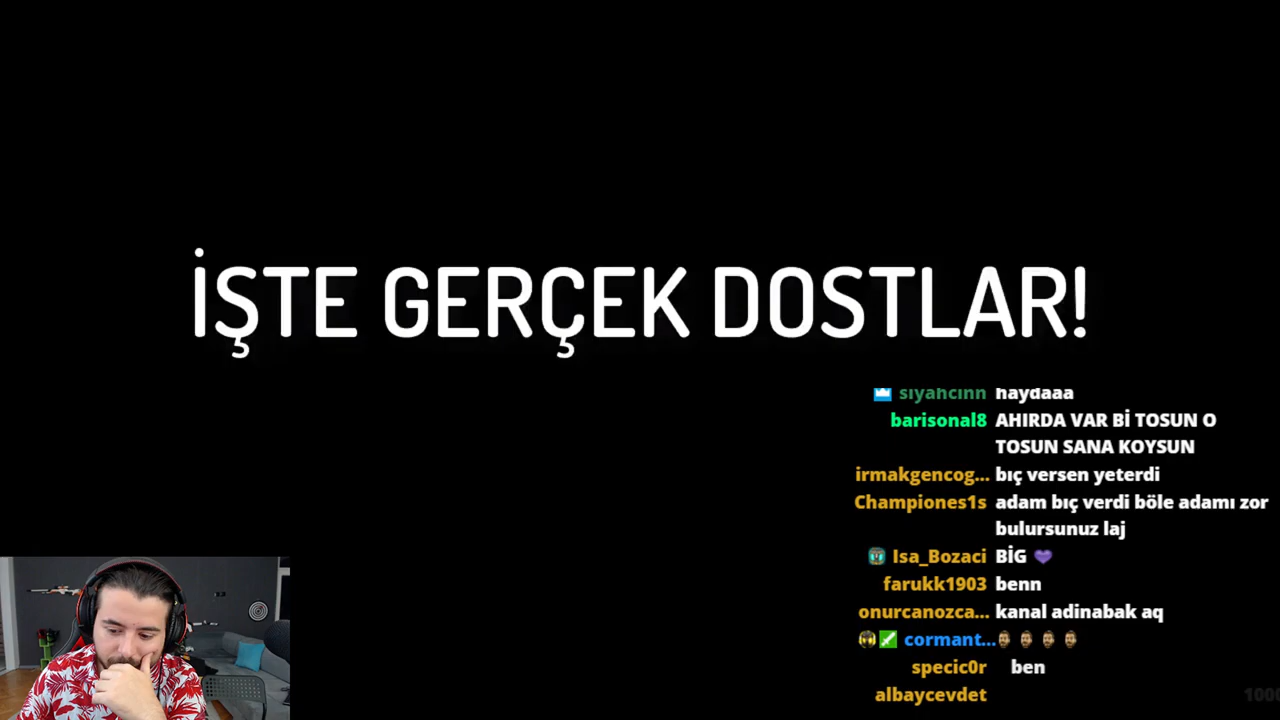 İŞTE GERÇEK DOSTLAR!
siyahcinn haydaaa
barisonal8 AHIRDA VAR Bİ TOSUN O
TOSUN SANA KOYSUN
irmakgencog... bıç versen yeterdi
Championes1s adam bıç verdi böle adamı zor
bulursunuz laj
Isa_Bozaci BİG
farukk1903 benn
onurcanozca... kanal adinabak aq
cormant...
specic0r ben
albaycevdet